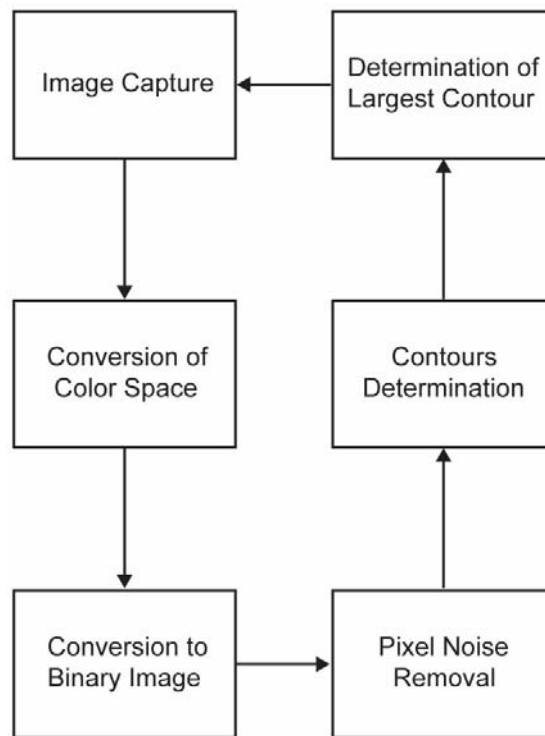 Image Capture
Determination of
Largest Contour
Conversion of
Color Space
Contours
Determination
Conversion to
Binary Image
Pixel Noise
Removal